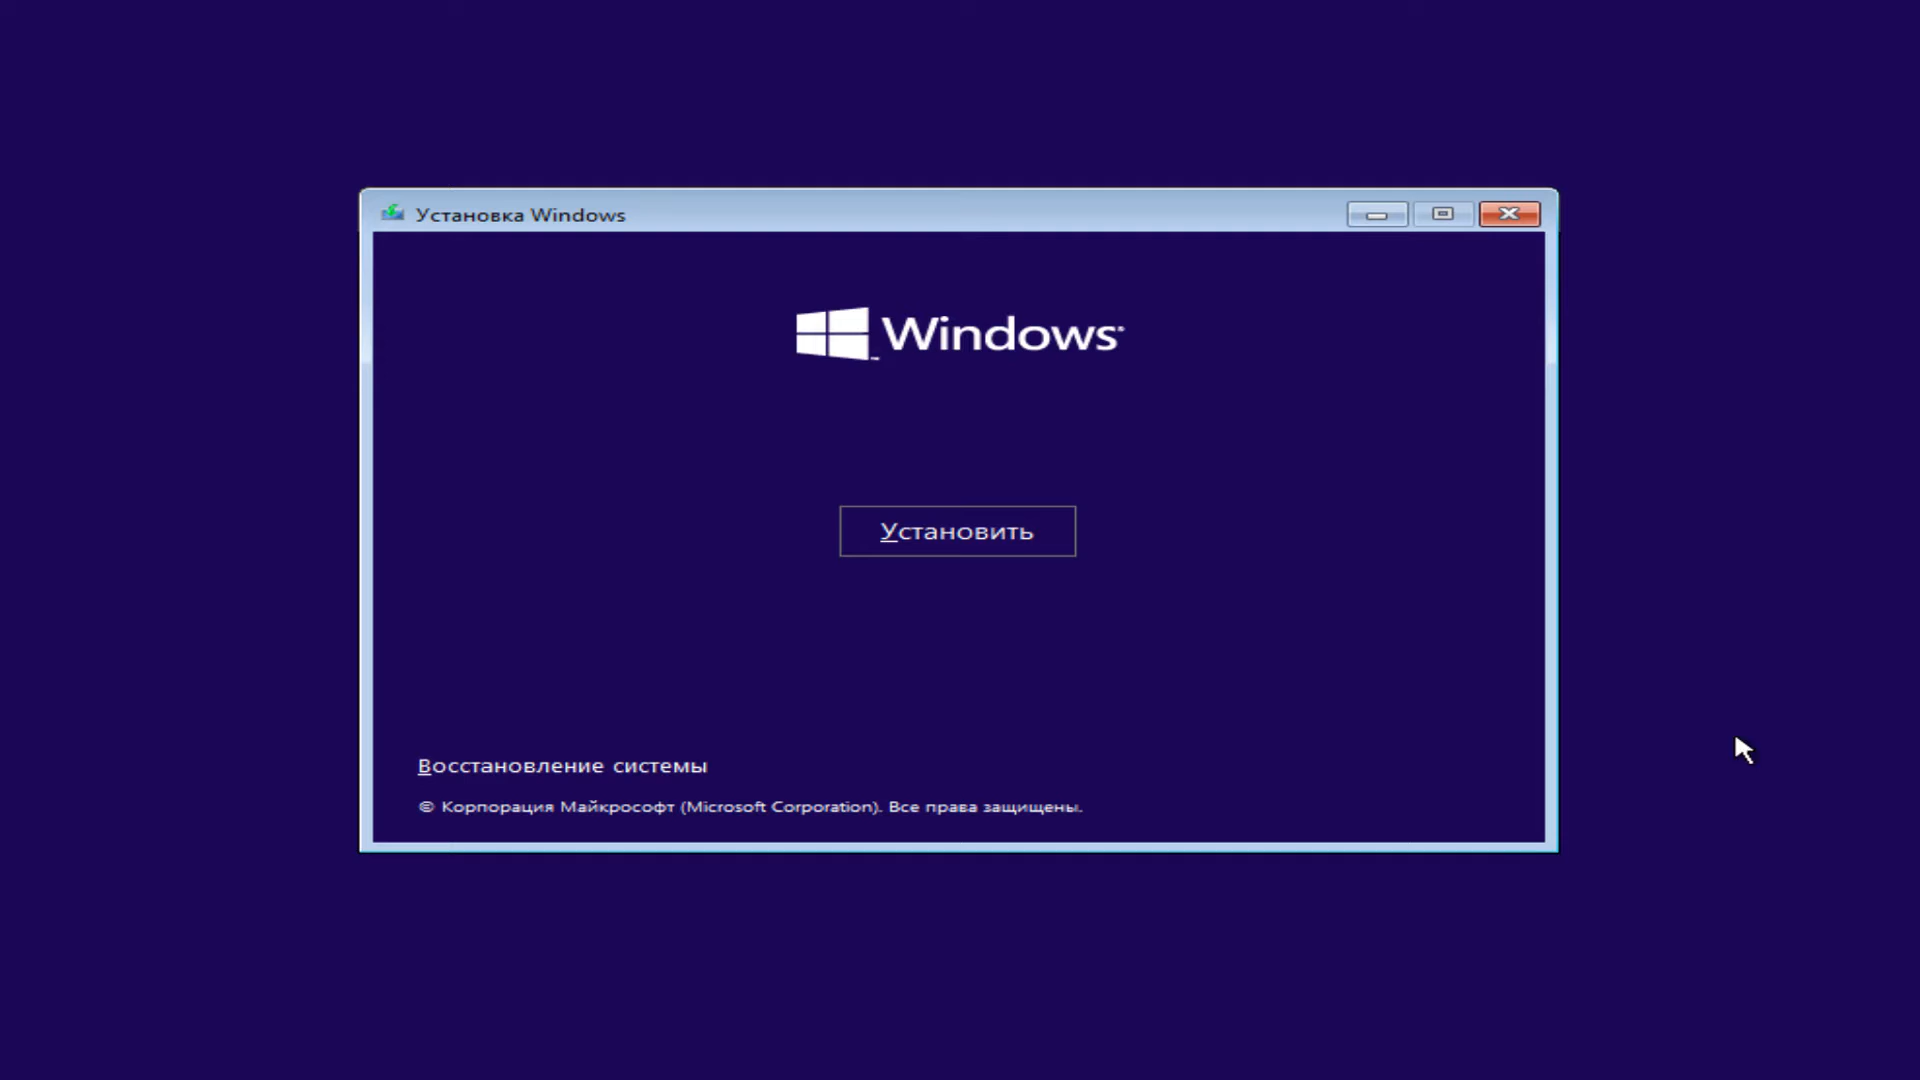 Установка Windows
Windows
Установить
Восстановление системы
© Корпорация Майкрософт (Microsoft Corporation). Все права защищены.